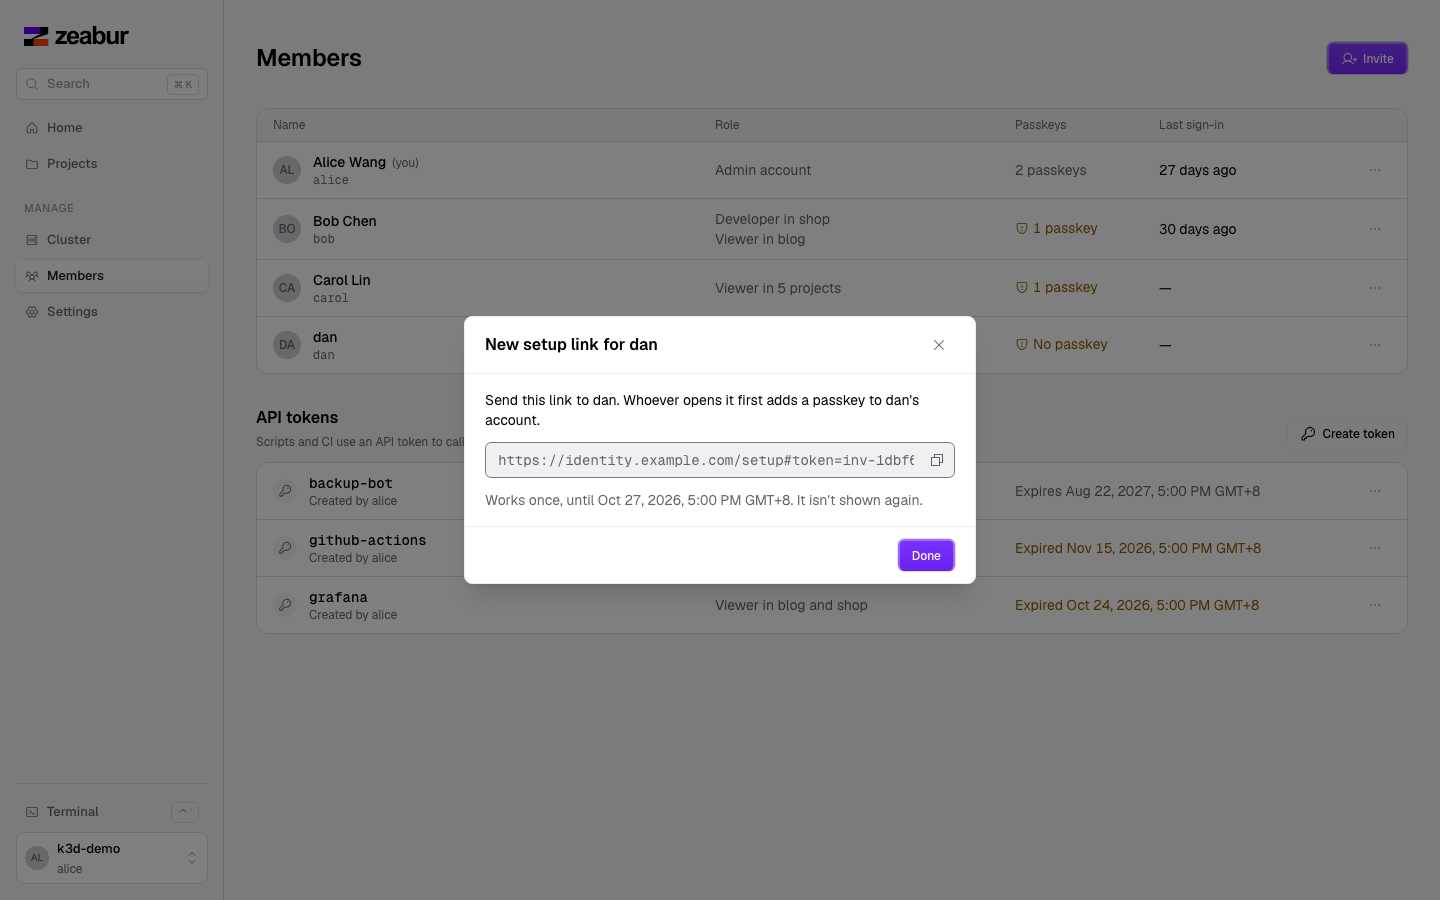 zeabur
Search
⌘ K
Home
Projects
MANAGE
Cluster
Members
Settings
Terminal
AL
k3d-demo
alice
Members
Invite
Name Role Passkeys Last sign-in
AL Alice Wang (you) Admin account 2 passkeys 27 days ago
alice
BO Bob Chen Developer in shop 1 passkey 30 days ago
bob Viewer in blog
CA Carol Lin Viewer in 5 projects 1 passkey —
carol
DA dan No passkey —
dan
API tokens
Scripts and CI use an API token to call
Create token
backup-bot Expires Aug 22, 2027, 5:00 PM GMT+8
Created by alice
github-actions Expired Nov 15, 2026, 5:00 PM GMT+8
Created by alice
grafana Viewer in blog and shop Expired Oct 24, 2026, 5:00 PM GMT+8
Created by alice
New setup link for dan
Send this link to dan. Whoever opens it first adds a passkey to dan's
account.
https://identity.example.com/setup#token=inv-1dbf6
Works once, until Oct 27, 2026, 5:00 PM GMT+8. It isn't shown again.
Done